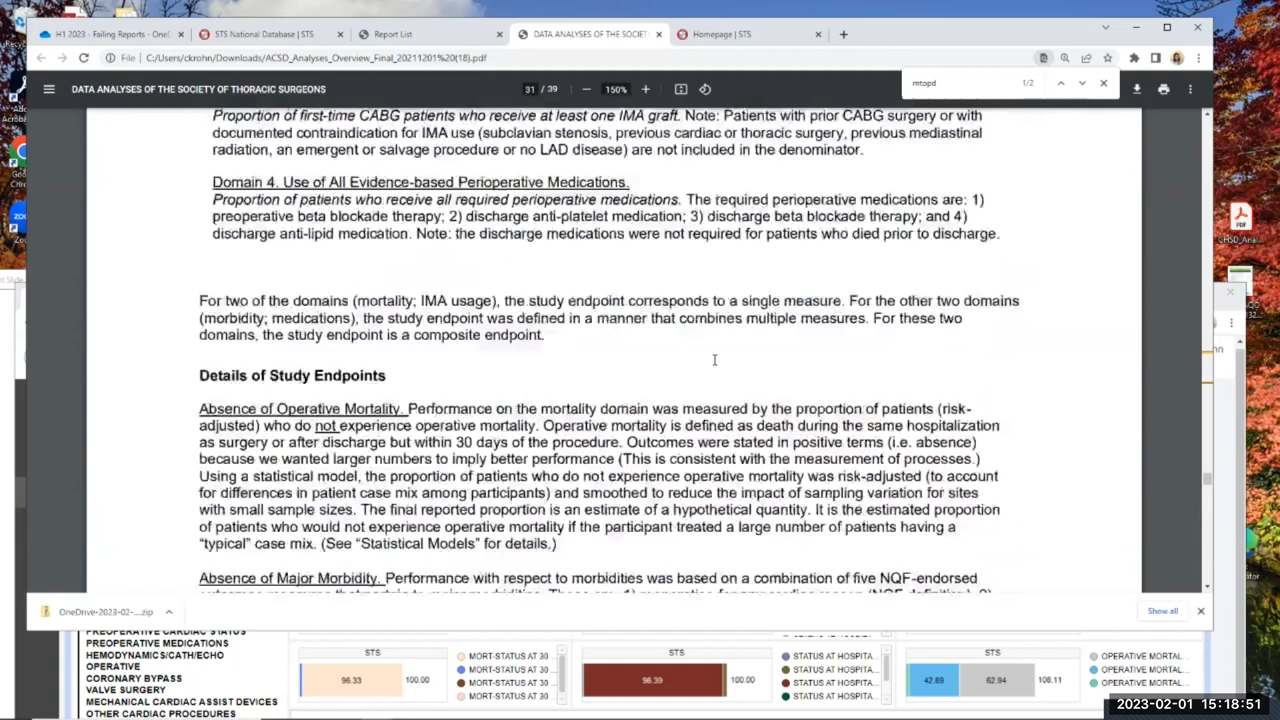 H1 2023 - Failing Reports - OneD
STS National Database | STS
Report List
DATA ANALYSES OF THE SOCIET
Homepage | STS
File
C:/Users/ckrohn/Downloads/ACSD_Analyses_Overview_Final_20211201%20(18).pdf
DATA ANALYSES OF THE SOCIETY OF THORACIC SURGEONS
31 / 39
150%
mtopd
1/2
Proportion of first-time CABG patients who receive at least one IMA graft. Note: Patients with prior CABG surgery or with
documented contraindication for IMA use (subclavian stenosis, previous cardiac or thoracic surgery, previous mediastinal
radiation, an emergent or salvage procedure or no LAD disease) are not included in the denominator.
Domain 4. Use of All Evidence-based Perioperative Medications.
Proportion of patients who receive all required perioperative medications. The required perioperative medications are: 1)
preoperative beta blockade therapy; 2) discharge anti-platelet medication; 3) discharge beta blockade therapy; and 4)
discharge anti-lipid medication. Note: the discharge medications were not required for patients who died prior to discharge.
For two of the domains (mortality; IMA usage), the study endpoint corresponds to a single measure. For the other two domains
(morbidity; medications), the study endpoint was defined in a manner that combines multiple measures. For these two
domains, the study endpoint is a composite endpoint.
Details of Study Endpoints
Absence of Operative Mortality. Performance on the mortality domain was measured by the proportion of patients (risk-
adjusted) who do not experience operative mortality. Operative mortality is defined as death during the same hospitalization
as surgery or after discharge but within 30 days of the procedure. Outcomes were stated in positive terms (i.e. absence)
because we wanted larger numbers to imply better performance (This is consistent with the measurement of processes.)
Using a statistical model, the proportion of patients who do not experience operative mortality was risk-adjusted (to account
for differences in patient case mix among participants) and smoothed to reduce the impact of sampling variation for sites
with small sample sizes. The final reported proportion is an estimate of a hypothetical quantity. It is the estimated proportion
of patients who would not experience operative mortality if the participant treated a large number of patients having a
“typical” case mix. (See “Statistical Models” for details.)
Absence of Major Morbidity. Performance with respect to morbidities was based on a combination of five NQF-endorsed
OneDrive-2023-02-....zip
Show all
PREOPERATIVE CARDIAC STATUS
PREOPERATIVE MEDICATIONS
HEMODYNAMICS/CATH/ECHO
OPERATIVE
CORONARY BYPASS
VALVE SURGERY
MECHANICAL CARDIAC ASSIST DEVICES
OTHER CARDIAC PROCEDURES
STS
96.33
100.00
MORT-STATUS AT 30 ...
MORT-STATUS AT 30 ...
MORT-STATUS AT 30 ...
MORT-STATUS AT 30 ...
STS
96.39
100.00
STATUS AT HOSPITA...
STATUS AT HOSPITA...
STATUS AT HOSPITA...
STATUS AT HOSPITA...
STS
42.69
62.94
106.11
OPERATIVE MORTAL...
OPERATIVE MORTAL...
OPERATIVE MORTAL...
2023-02-01 15:18:51